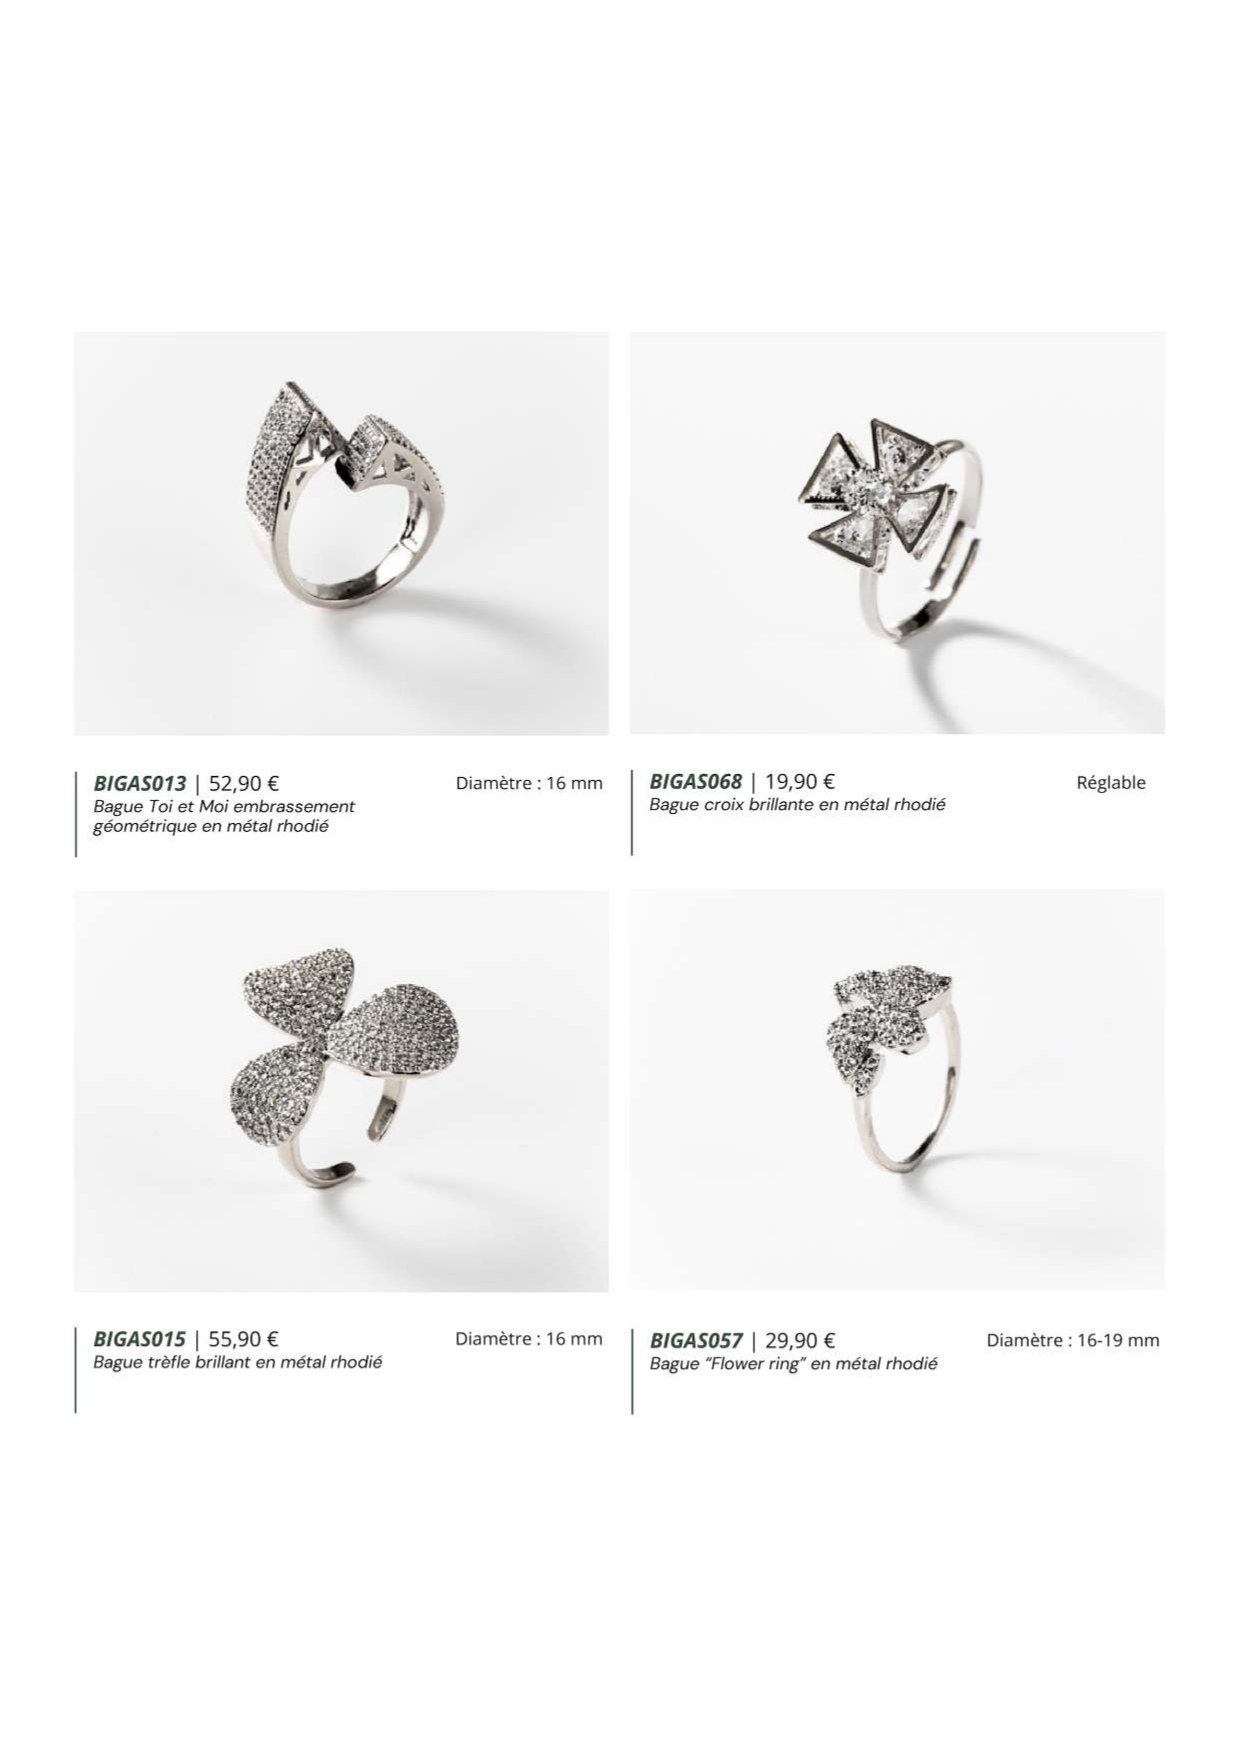 BIGAS013 | 52,90 € Diamètre : 16 mm
Bague Toi et Moi embrassement
géométrique en métal rhodié
BIGAS068 | 19,90 € Réglable
Bague croix brillante en métal rhodié
BIGAS015 | 55,90 € Diamètre : 16 mm
Bague trèfle brillant en métal rhodié
BIGAS057 | 29,90 € Diamètre : 16-19 mm
Bague “Flower ring” en métal rhodié